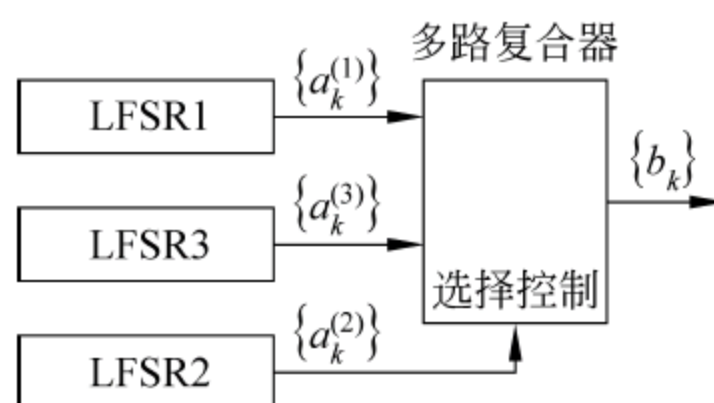 多路复合器
LFSR1
{a_k^(1)}
LFSR3
{a_k^(3)}
{b_k}
选择控制
LFSR2
{a_k^(2)}